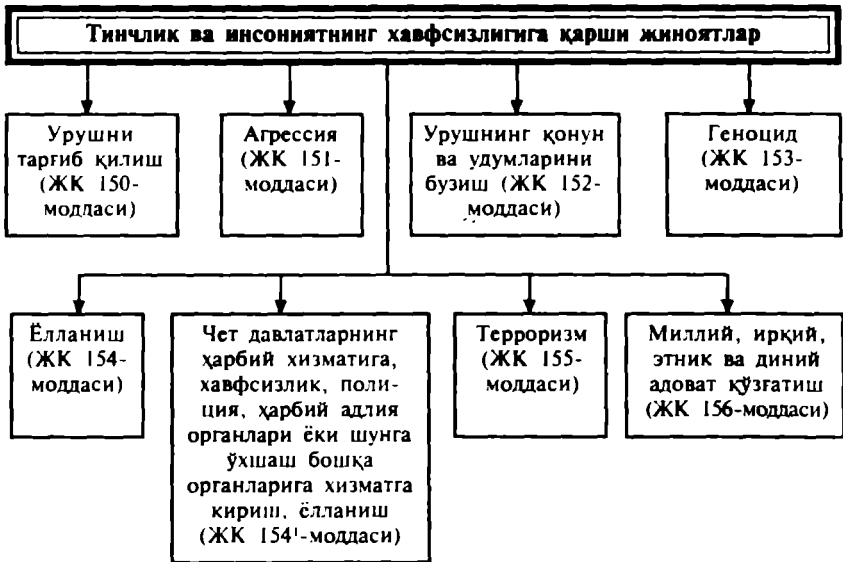 Тинчлик ва инсониятнинг хавфсизлигига қарши жиноятлар
Урушни
тарғиб қилиш
(ЖК 150-
моддаси)
Агрессия
(ЖК 151-
моддаси)
Урушнинг қонун
ва удумларини
бузиш (ЖК 152-
моддаси)
Геноцид
(ЖК 153-
моддаси)
Ёлланиш
(ЖК 154-
моддаси)
Чет давлатларнинг
ҳарбий хизматига,
хавфсизлик, поли-
ция, ҳарбий адлия
органлари ёки шунга
ўхшаш бошқа
органларига хизматга
кириш, ёлланиш
(ЖК 154¹-моддаси)
Терроризм
(ЖК 155-
моддаси)
Миллий, ирқий,
этник ва диний
адоват қўзғатиш
(ЖК 156-моддаси)